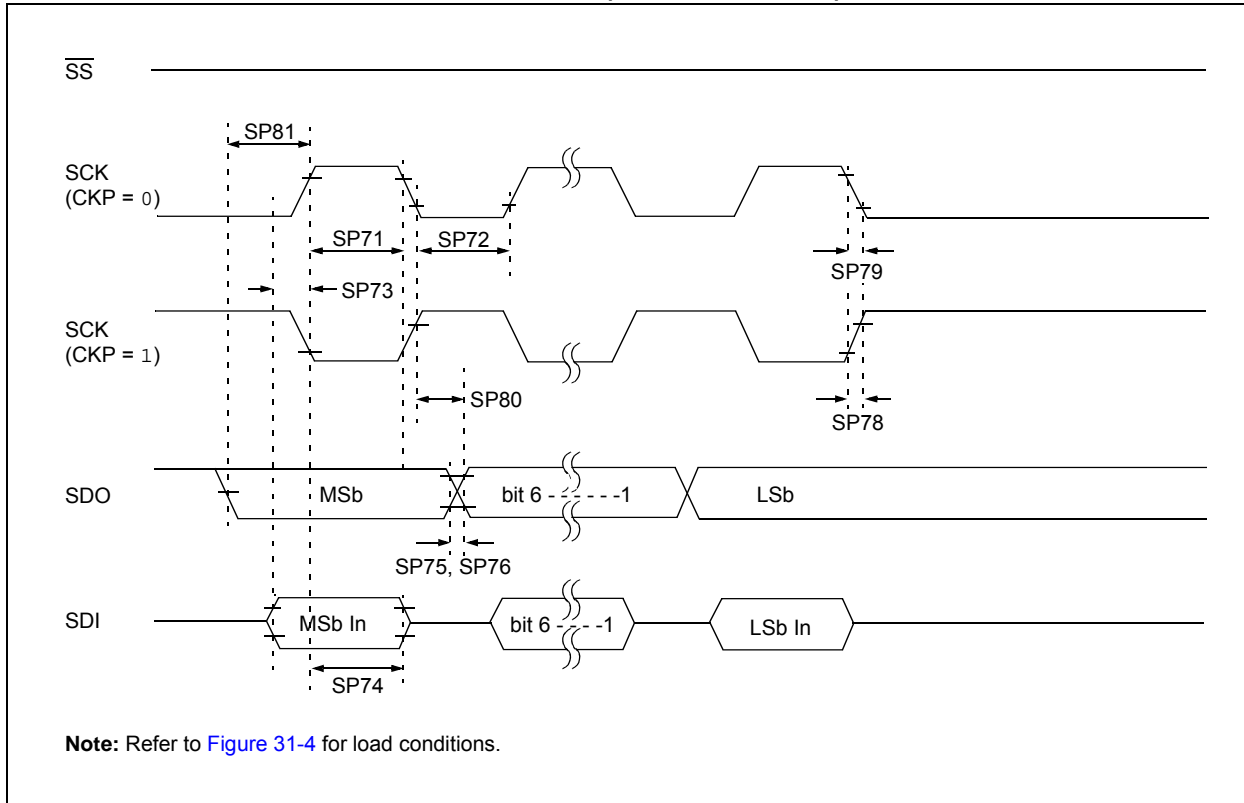 SS
SP81
SCK
(CKP = 0)
SP71
SP72
SP79
SP73
SCK
(CKP = 1)
SP80
SP78
SDO
MSb
bit 6 - - - - - -1
LSb
SP75, SP76
SDI
MSb In
bit 6 - - - -1
LSb In
SP74
Note: Refer to Figure 31-4 for load conditions.